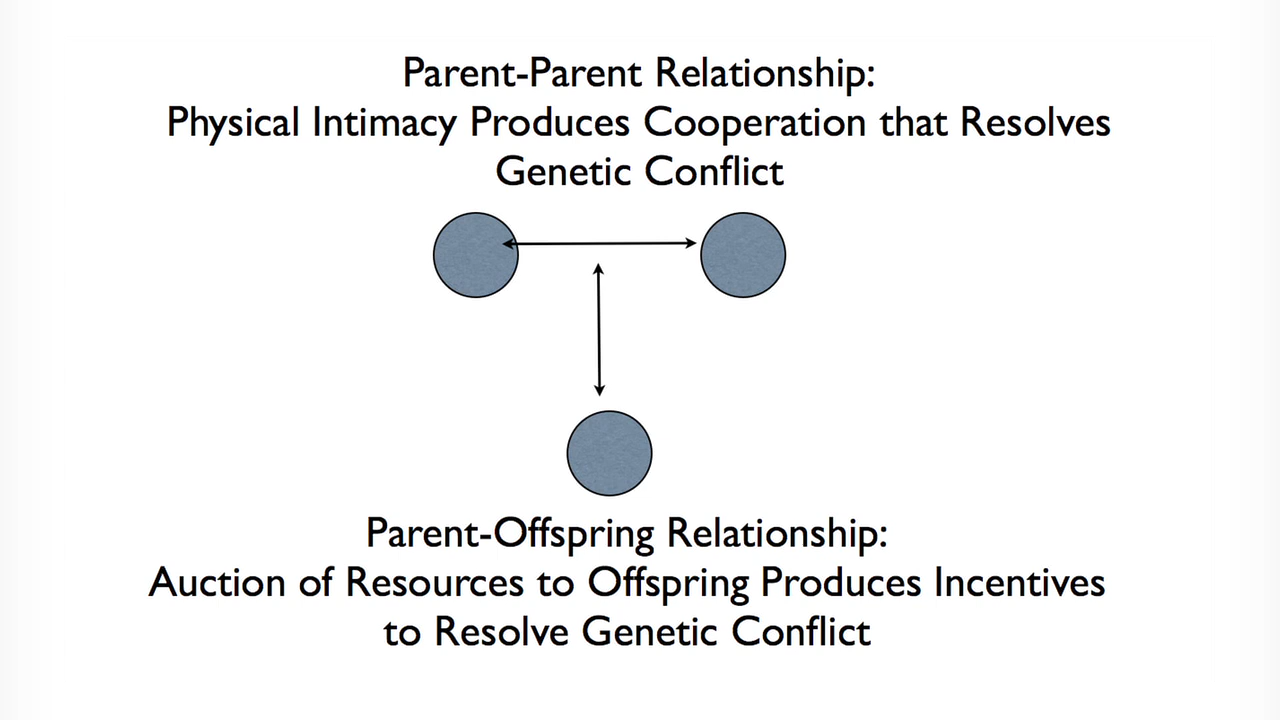 Parent-Parent Relationship:
Physical Intimacy Produces Cooperation that Resolves
Genetic Conflict
Parent-Offspring Relationship:
Auction of Resources to Offspring Produces Incentives
to Resolve Genetic Conflict